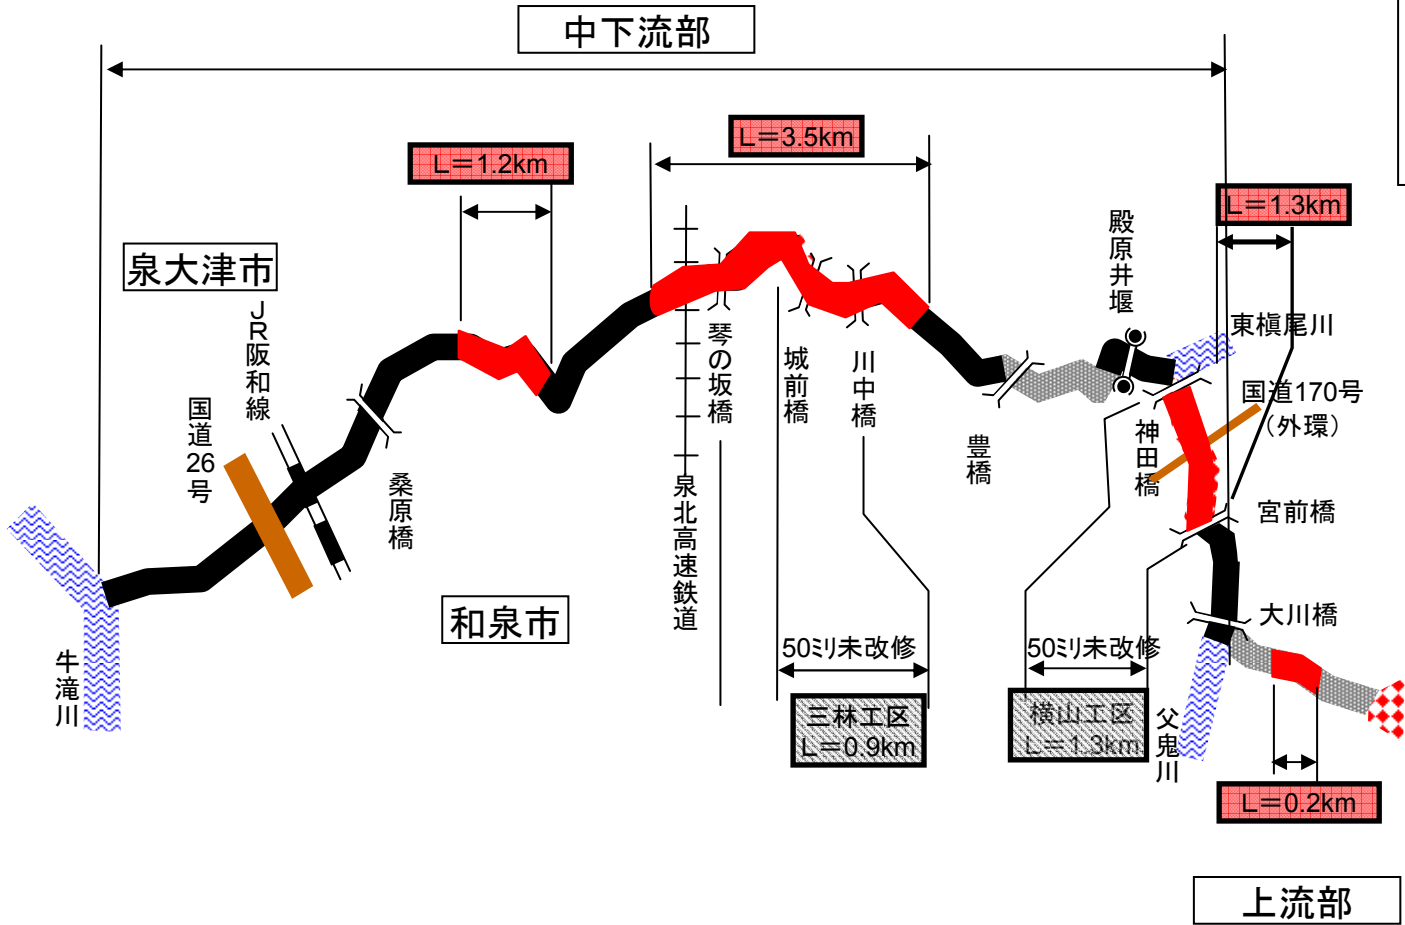 中下流部
L＝3.5km
L＝1.2km
L＝1.3km
泉大津市
殿原井堰
東槇尾川
JR阪和線
琴の坂橋
城前橋
川中橋
国道170号
（外環）
国道26号
桑原橋
豊橋
神田橋
泉北高速鉄道
宮前橋
和泉市
大川橋
50ミリ未改修
50ミリ未改修
牛滝川
三林工区
L＝0.9km
横山工区
L＝1.3km
父鬼川
L＝0.2km
上流部